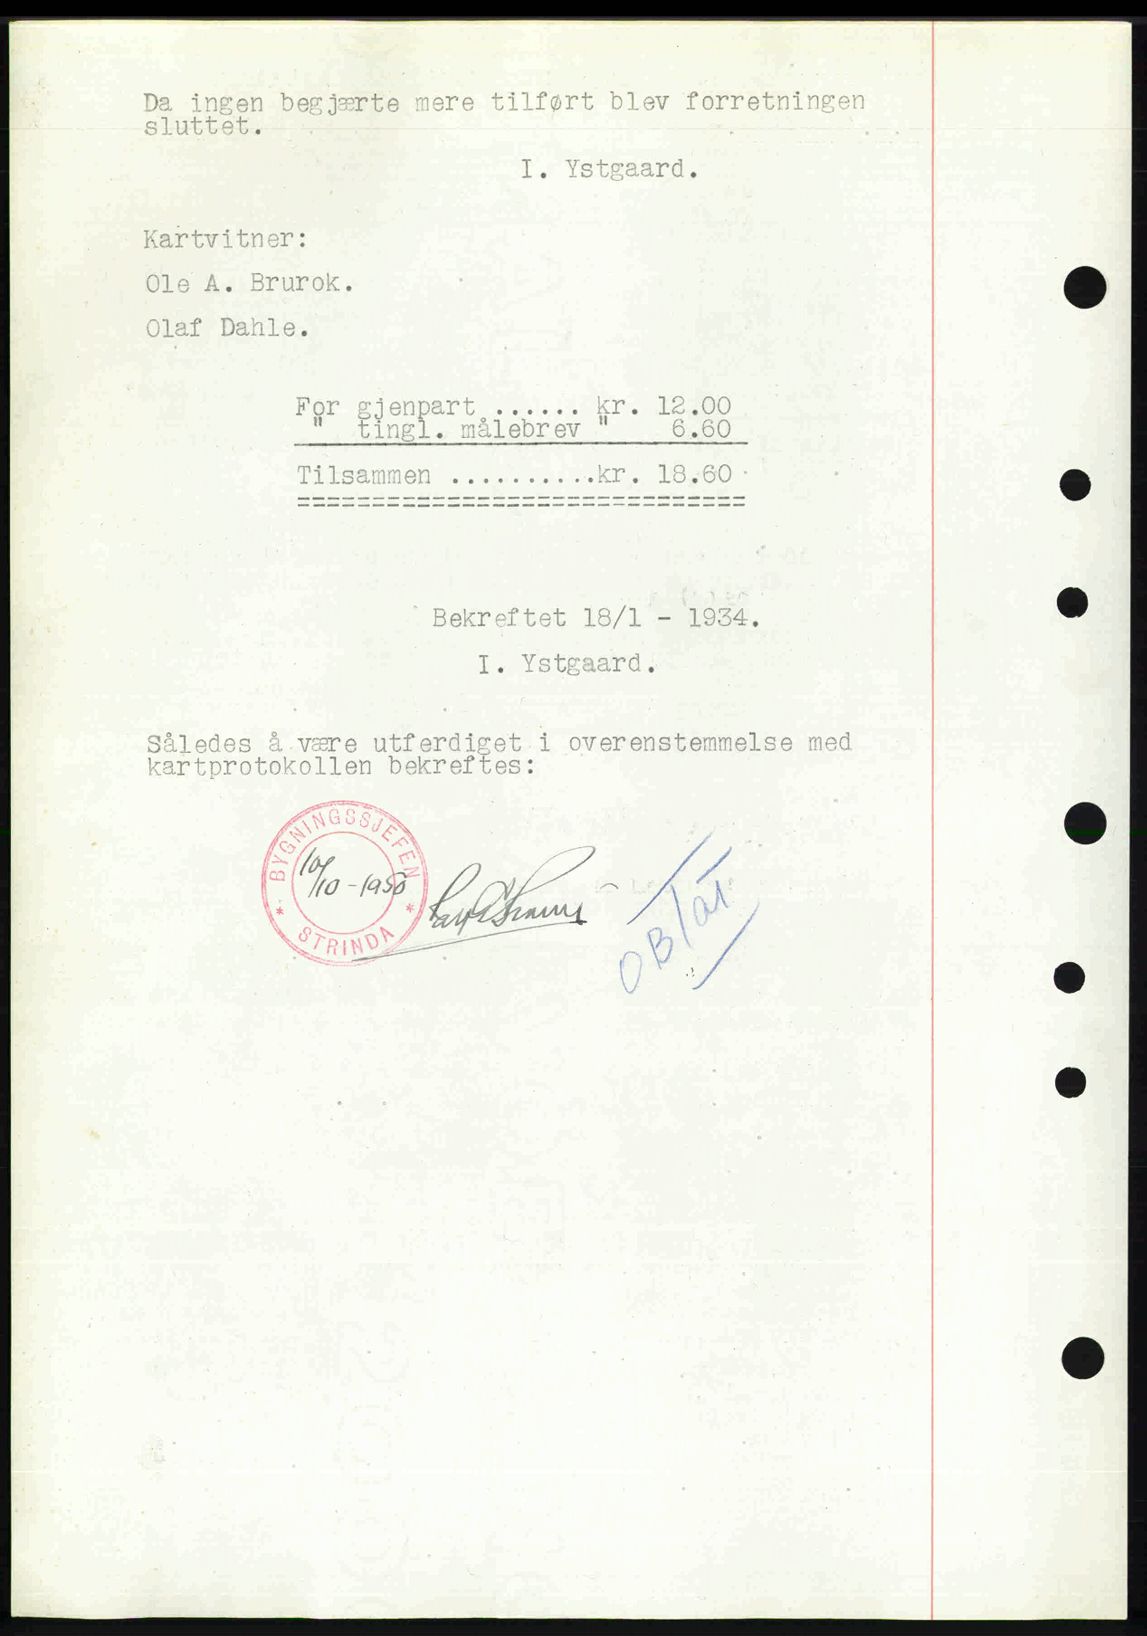 Da ingen begjærte mere tilført blev forretningen
sluttet.
I. Ystgaard.
Kartvitner:
Ole A. Brurok.
Olaf Dahle.
For gjenpart ...... kr. 12.00
" tingl. målebrev " 6.60
Tilsammen ..........kr. 18.60
==============================
Bekreftet 18/1 - 1934.
I. Ystgaard.
Således å være utferdiget i overenstemmelse med
kartprotokollen bekreftes:
BYGNINGSSJEFEN
10/10-1950
* STRINDA *
OB/aT